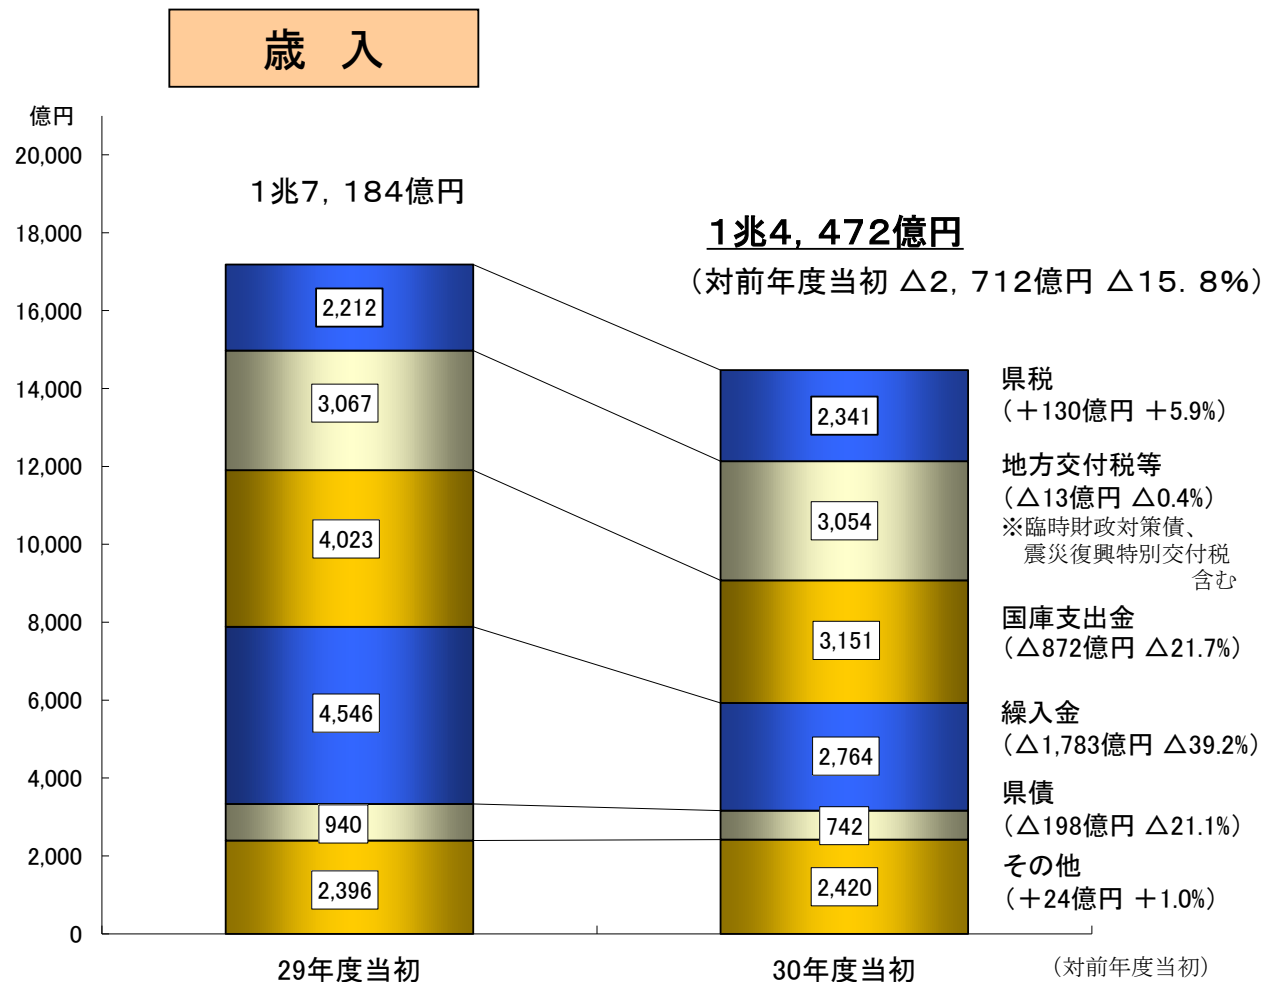 歳 入
億円
20,000
18,000
16,000
14,000
12,000
10,000
8,000
6,000
4,000
2,000
0
1兆7,184億円
2,212
3,067
4,023
4,546
940
2,396
29年度当初
1兆4,472億円
(対前年度当初 △2,712億円 △15.8%)
2,341
3,054
3,151
2,764
742
2,420
30年度当初
県税
(+130億円 +5.9%)
地方交付税等
(△13億円 △0.4%)
※臨時財政対策債、
震災復興特別交付税
含む
国庫支出金
(△872億円 △21.7%)
繰入金
(△1,783億円 △39.2%)
県債
(△198億円 △21.1%)
その他
(+24億円 +1.0%)
(対前年度当初)